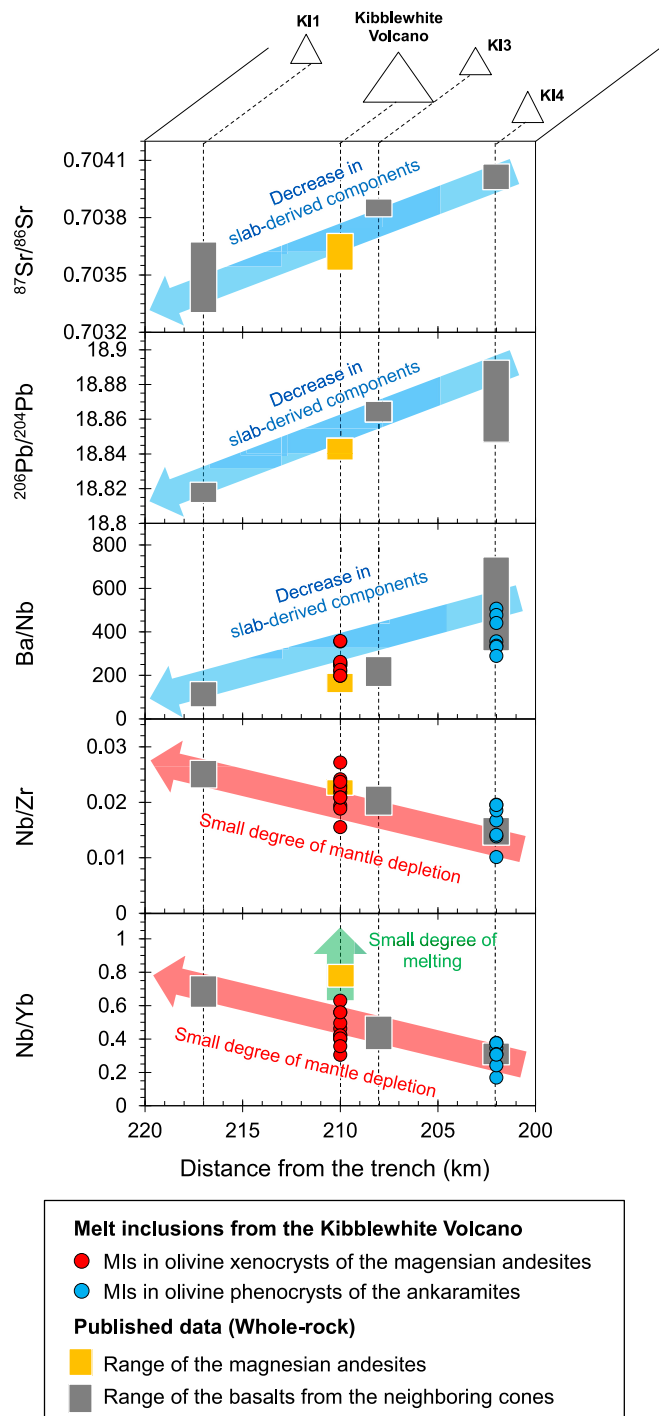 KI1
Kibblewhite
Volcano
KI3
KI4
0.7041
0.7038
0.7035
0.7032
87Sr/86Sr
Decrease in
slab-derived components
18.9
18.88
18.86
18.84
18.82
18.8
206Pb/204Pb
Decrease in
slab-derived components
800
600
400
200
0
Ba/Nb
Decrease in
slab-derived components
0.03
0.02
0.01
0
Nb/Zr
Small degree of mantle depletion
1
0.8
0.6
0.4
0.2
0
Nb/Yb
Small degree of
melting
Small degree of mantle depletion
220 215 210 205 200
Distance from the trench (km)
Melt inclusions from the Kibblewhite Volcano
MIs in olivine xenocrysts of the magensian andesites
MIs in olivine phenocrysts of the ankaramites
Published data (Whole-rock)
Range of the magnesian andesites
Range of the basalts from the neighboring cones